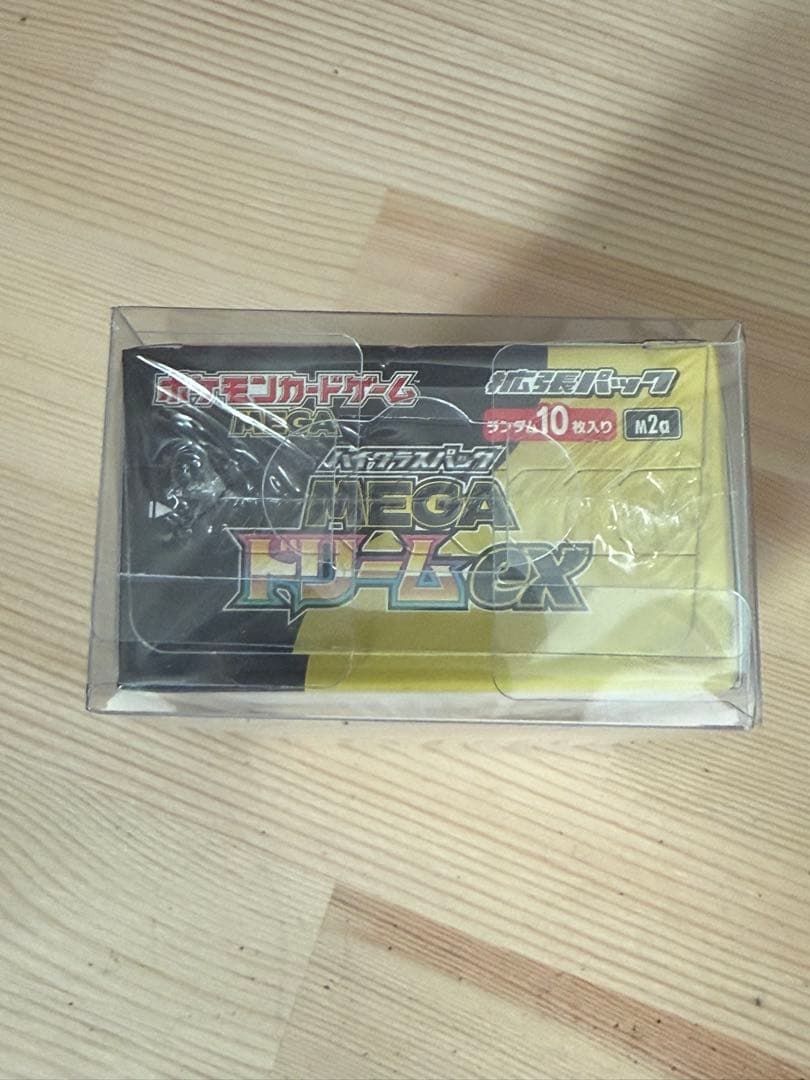 ポケモンカードゲーム
MEGA
拡張パック
ランダム10枚入り
M2a
ハイクラスパック
MEGA
ドリームex